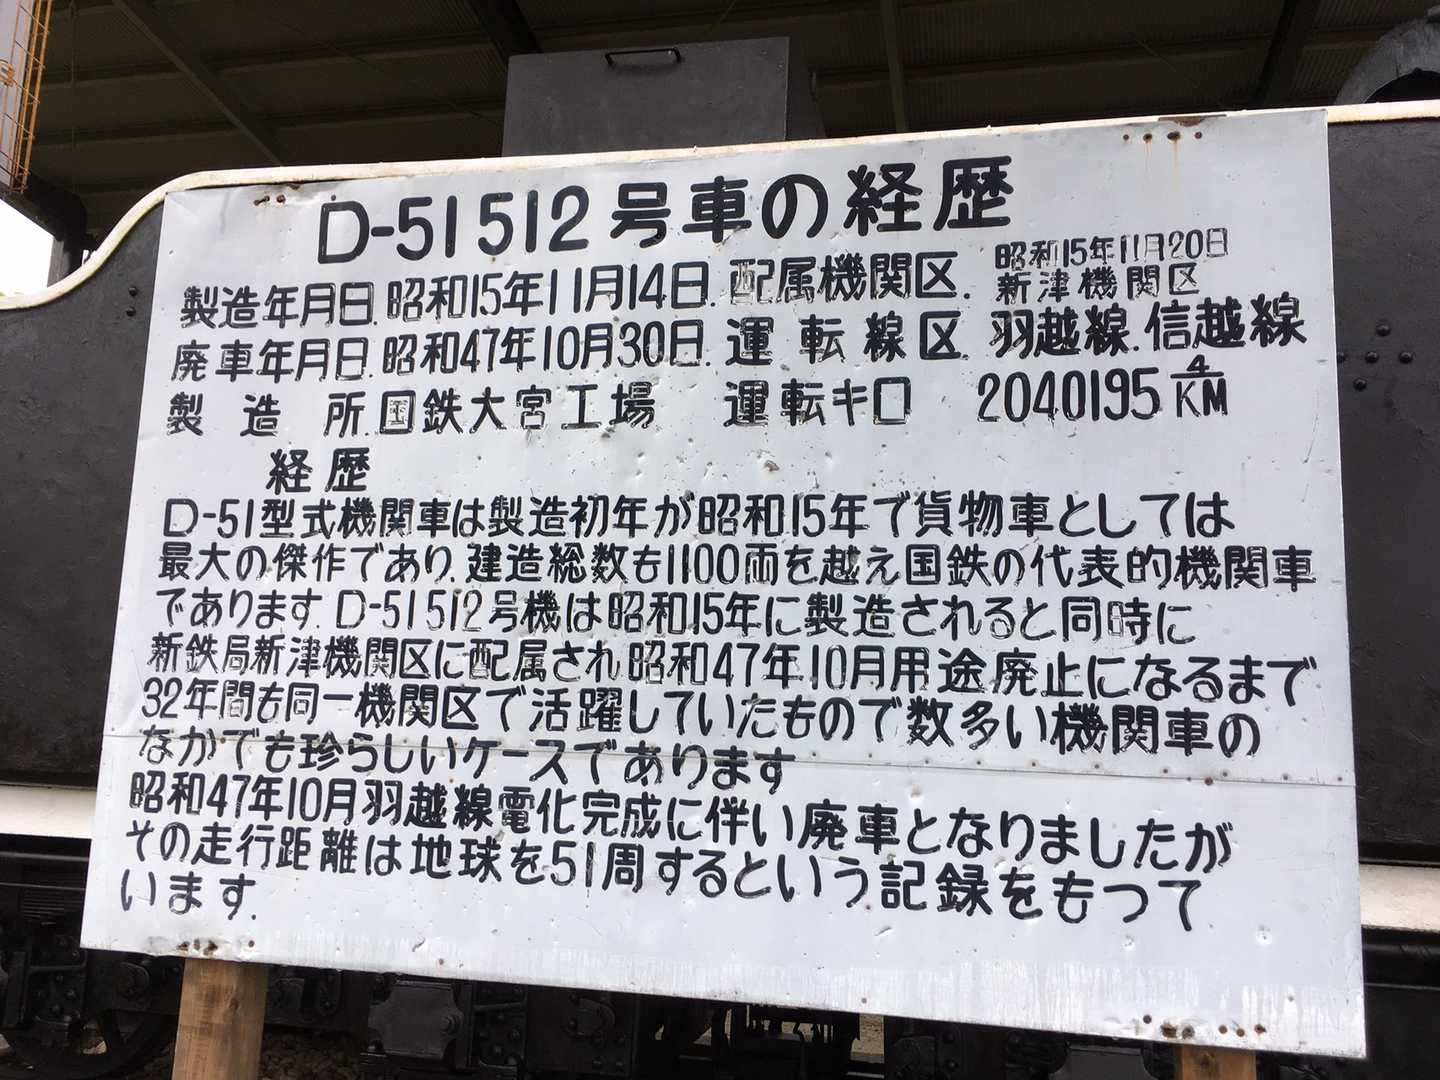 D-51512号車の経歴
製造年月日.昭和15年11月14日.配属機関区.昭和15年11月20日
新津機関区
廃車年月日.昭和47年10月30日.運転線区.羽越線.信越線
製造所.国鉄大宮工場 運転キロ 2040195.4KM
経歴
D-51型式機関車は製造初年が昭和15年で貨物車としては
最大の傑作であり.建造総数も1100両を越え国鉄の代表的機関車
であります.D-51512号機は昭和15年に製造されると同時に
新鉄局新津機関区に配属され昭和47年10月用途廃止になるまで
32年間も同一機関区で活躍していたもので数多い機関車の
なかでも珍らしいケースであります
昭和47年10月羽越線電化完成に伴い廃車となりましたが
その走行距離は地球を51周するという記録をもつて
います.